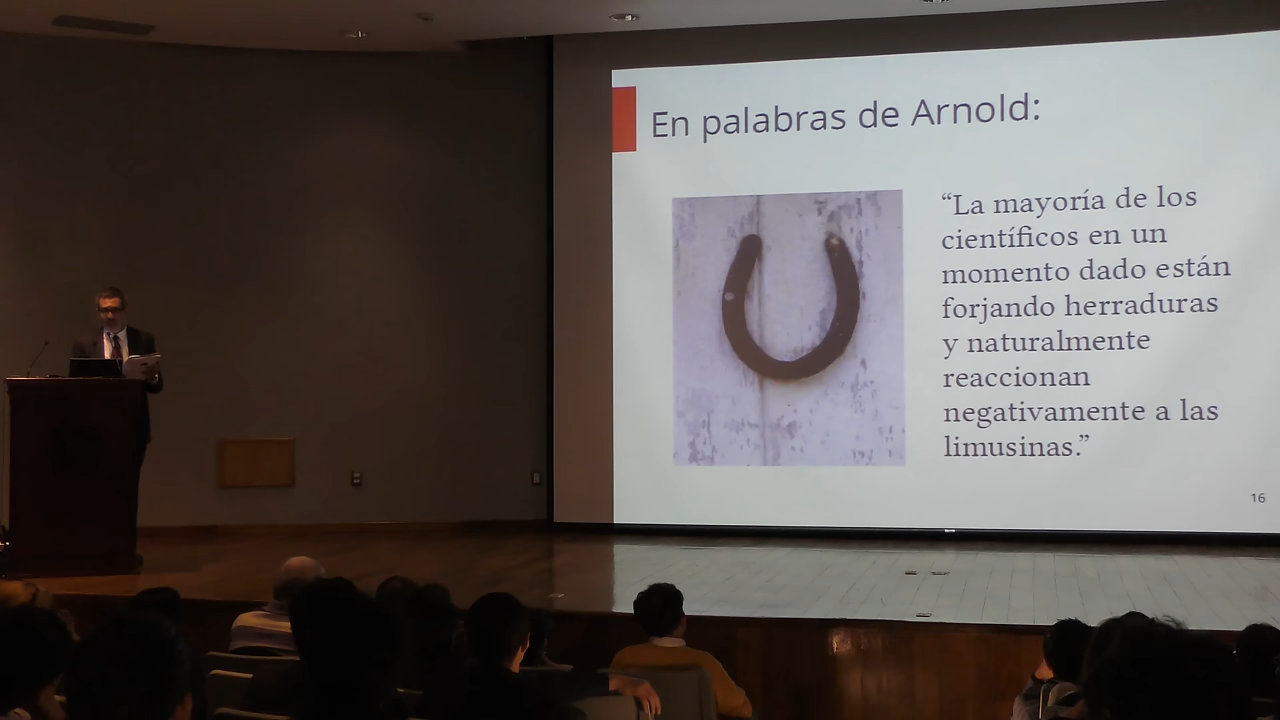 En palabras de Arnold:
“La mayoría de los
científicos en un
momento dado están
forjando herraduras
y naturalmente
reaccionan
negativamente a las
limusinas.”
16